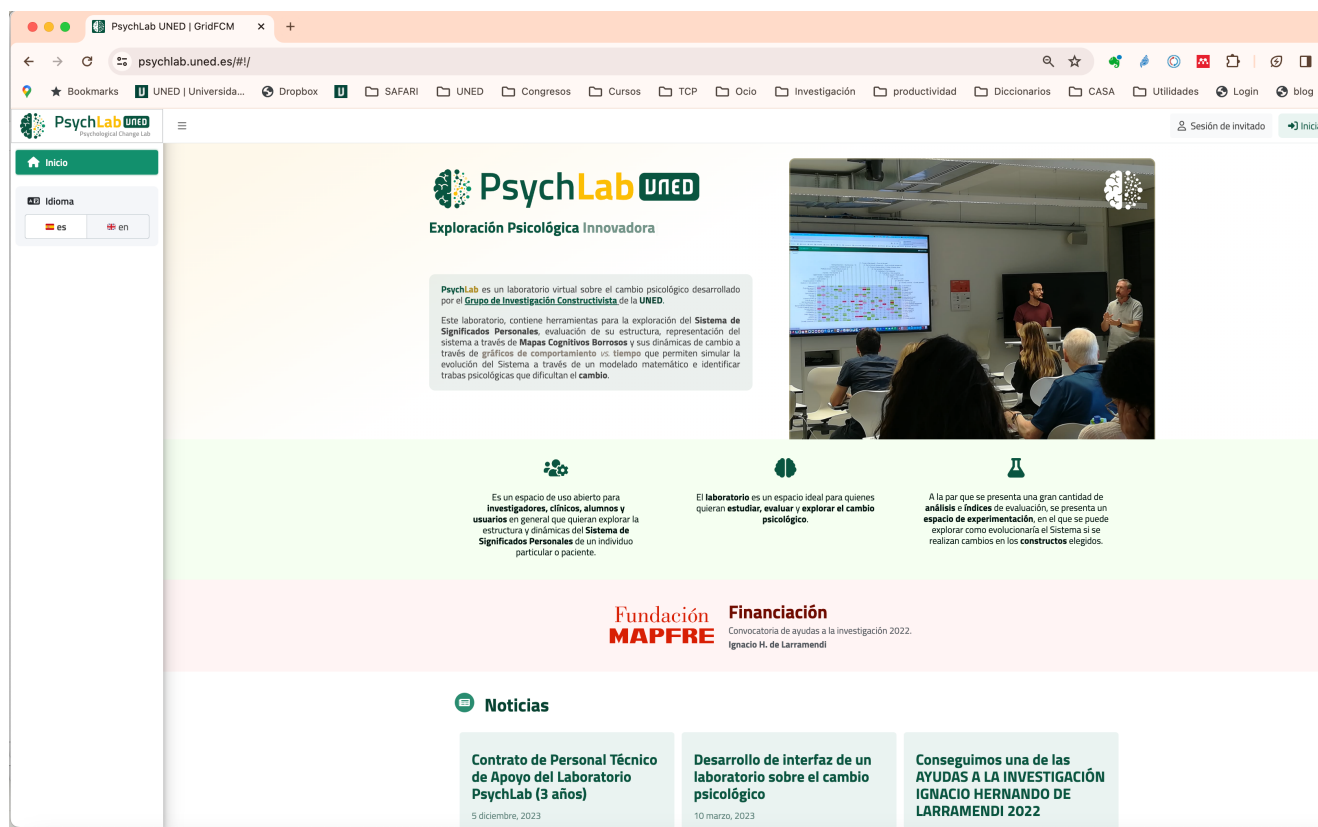 PsychLab UNED | GridFCM
psychlab.uned.es/#!/
Bookmarks
UNED | Universida...
Dropbox
SAFARI
UNED
Congresos
Cursos
TCP
Ocio
Investigación
productividad
Diccionarios
CASA
Utilidades
Login
blog
PsychLab UNED
Psychological Change Lab
Sesión de invitado
Inicia
Inicio
Idioma
es
en
PsychLab UNED
Exploración Psicológica Innovadora
PsychLab es un laboratorio virtual sobre el cambio psicológico desarrollado
por el Grupo de Investigación Constructivista de la UNED.
Este laboratorio, contiene herramientas para la exploración del Sistema de
Significados Personales, evaluación de su estructura, representación del
sistema a través de Mapas Cognitivos Borrosos y sus dinámicas de cambio a
través de gráficos de comportamiento vs. tiempo que permiten simular la
evolución del Sistema a través de un modelado matemático e identificar
trabas psicológicas que dificultan el cambio.
Es un espacio de uso abierto para
investigadores, clínicos, alumnos y
usuarios en general que quieran explorar la
estructura y dinámicas del Sistema de
Significados Personales de un individuo
particular o paciente.
El laboratorio es un espacio ideal para quienes
quieran estudiar, evaluar y explorar el cambio
psicológico.
A la par que se presenta una gran cantidad de
análisis e índices de evaluación, se presenta un
espacio de experimentación, en el que se puede
explorar como evolucionaría el Sistema si se
realizan cambios en los constructos elegidos.
Fundación
MAPFRE
Financiación
Convocatoria de ayudas a la investigación 2022.
Ignacio H. de Larramendi
Noticias
Contrato de Personal Técnico
de Apoyo del Laboratorio
PsychLab (3 años)
5 diciembre, 2023
Desarrollo de interfaz de un
laboratorio sobre el cambio
psicológico
10 marzo, 2023
Conseguimos una de las
AYUDAS A LA INVESTIGACIÓN
IGNACIO HERNANDO DE
LARRAMENDI 2022